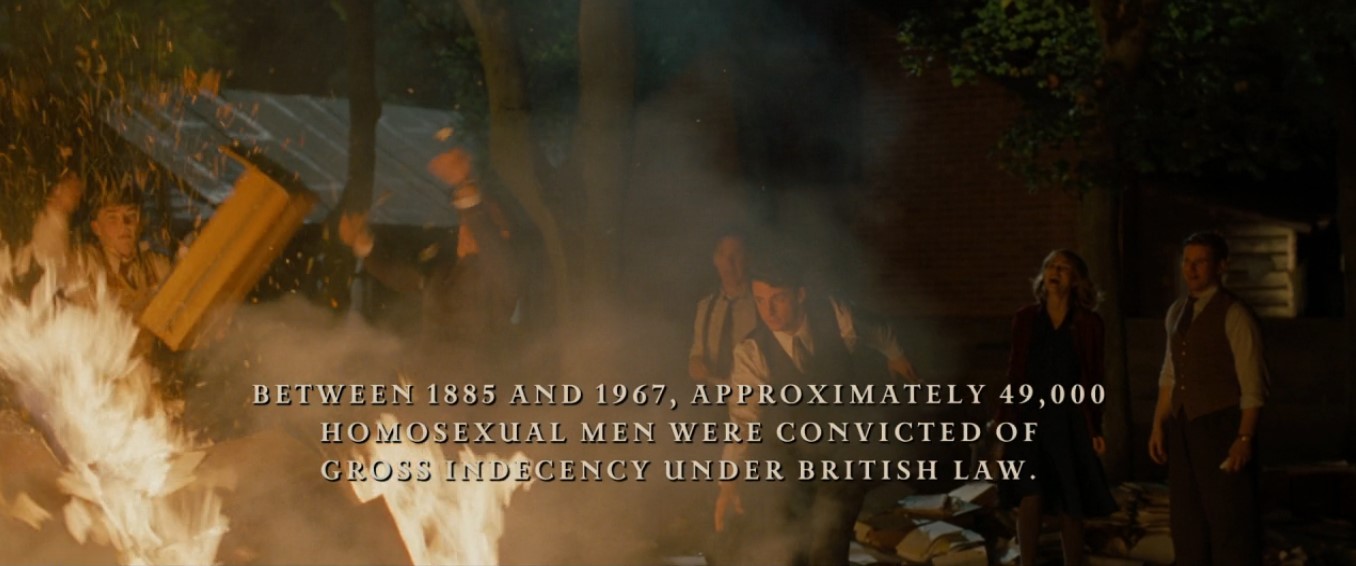 BETWEEN 1885 AND 1967, APPROXIMATELY 49,000
HOMOSEXUAL MEN WERE CONVICTED OF
GROSS INDECENCY UNDER BRITISH LAW.